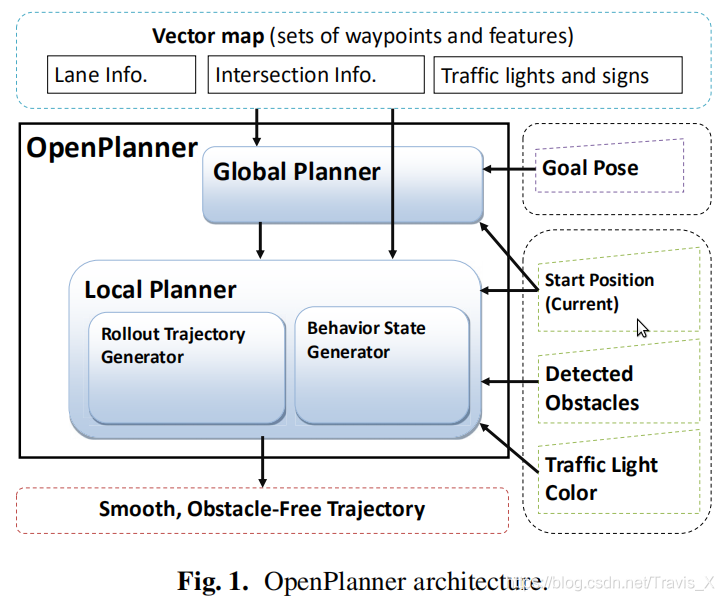 Vector map (sets of waypoints and features)
Lane Info.
Intersection Info.
Traffic lights and signs
OpenPlanner
Global Planner
Goal Pose
Local Planner
Rollout Trajectory
Generator
Behavior State
Generator
Start Position
(Current)
Detected
Obstacles
Traffic Light
Color
Smooth, Obstacle-Free Trajectory
Fig. 1. OpenPlanner architecture.
https://blog.csdn.net/Travis_X